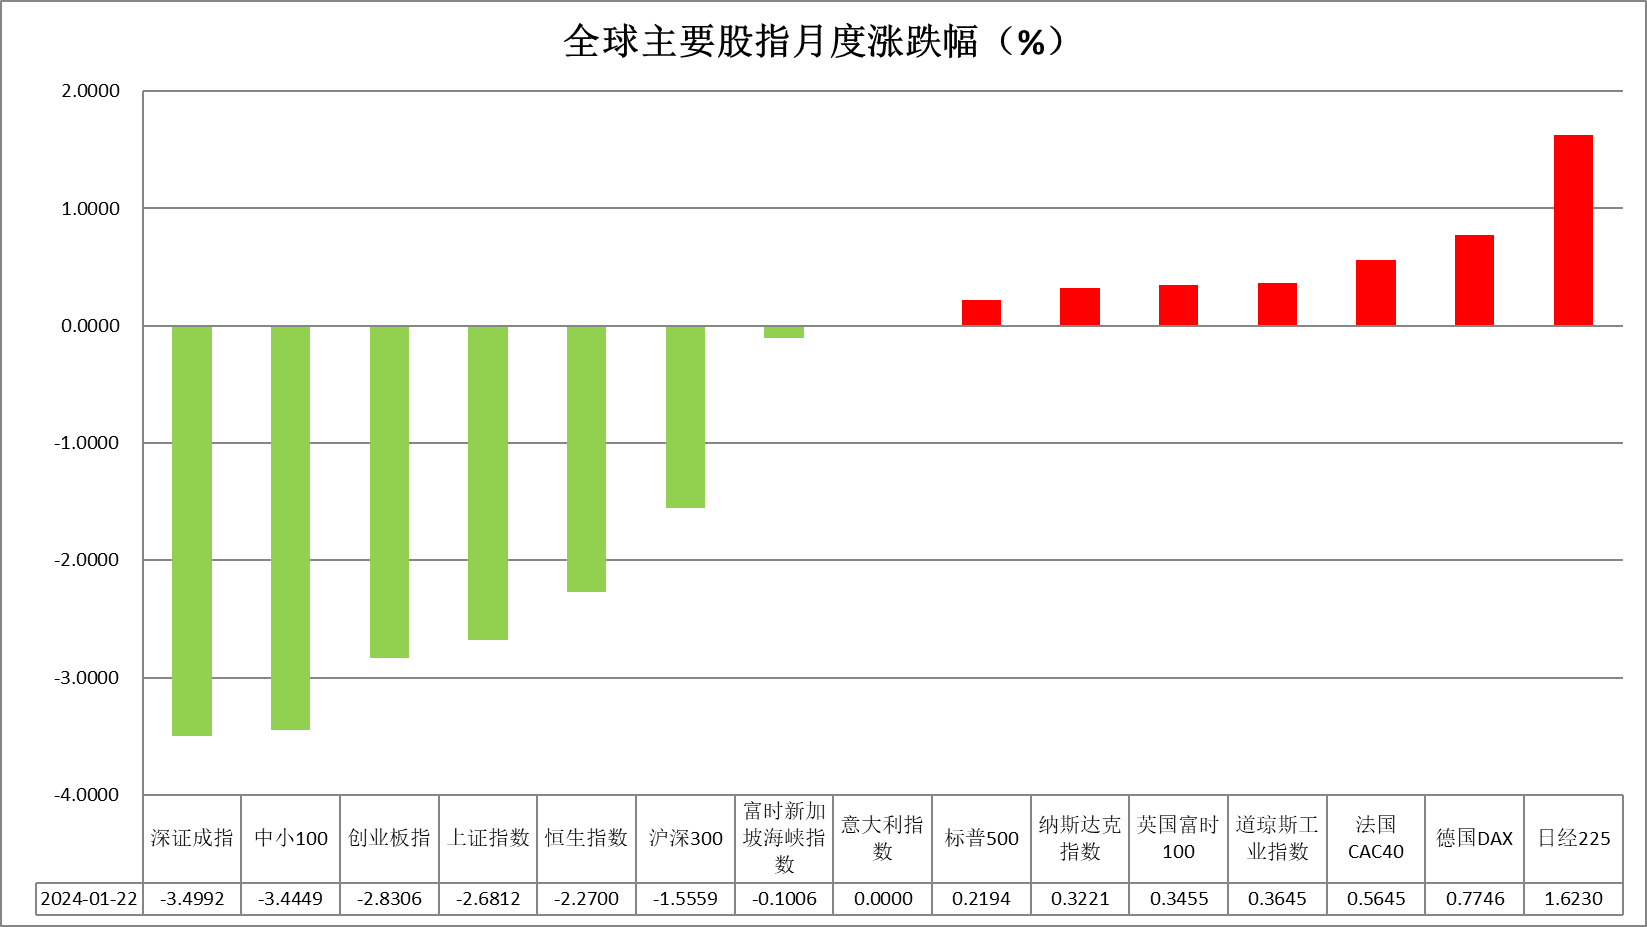 全球主要股指月度涨跌幅（%）
2.0000
1.0000
0.0000
-1.0000
-2.0000
-3.0000
-4.0000
深证成指
中小100
创业板指
上证指数
恒生指数
沪深300
富时新加
坡海峡指
数
意大利指
数
标普500
纳斯达克
指数
英国富时
100
道琼斯工
业指数
法国
CAC40
德国DAX
日经225
2024-01-22 -3.4992 -3.4449 -2.8306 -2.6812 -2.2700 -1.5559 -0.1006 0.0000 0.2194 0.3221 0.3455 0.3645 0.5645 0.7746 1.6230